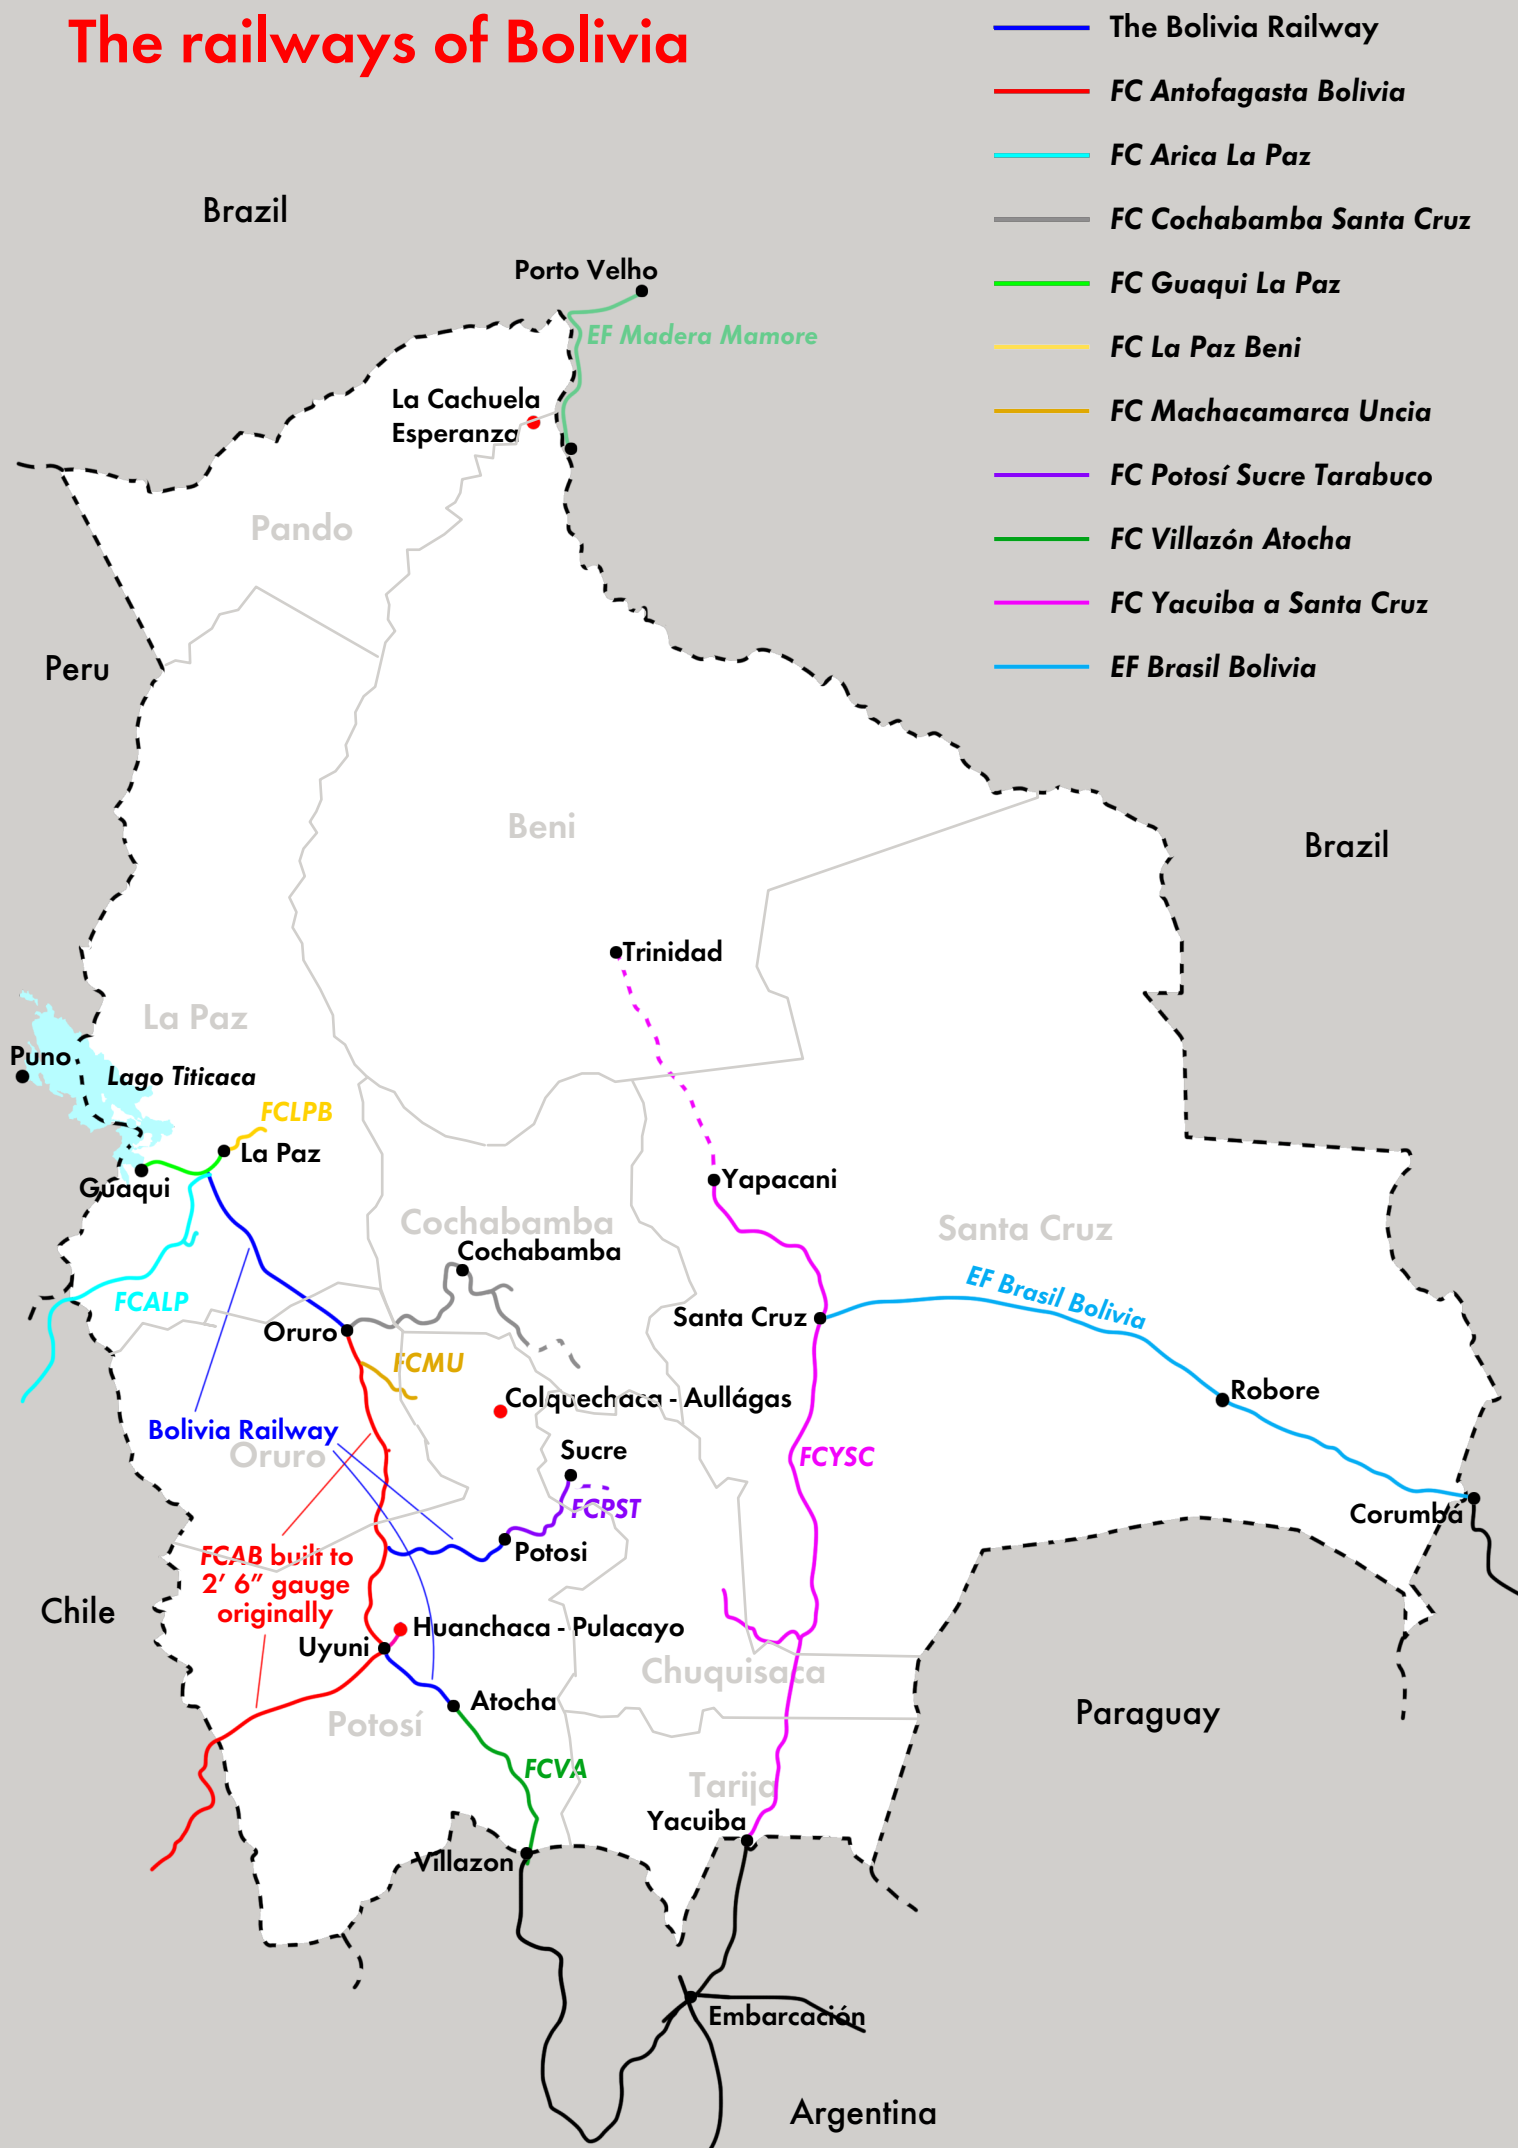 The railways of Bolivia
The Bolivia Railway
FC Antofagasta Bolivia
FC Arica La Paz
FC Cochabamba Santa Cruz
FC Guaqui La Paz
FC La Paz Beni
FC Machacamarca Uncia
FC Potosí Sucre Tarabuco
FC Villazón Atocha
FC Yacuiba a Santa Cruz
EF Brasil Bolivia
Brazil
Porto Velho
EF Madera Mamore
La Cachuela
Esperanza
Pando
Peru
Beni
Brazil
Trinidad
La Paz
Puno
Lago Titicaca
FCLPB
La Paz
Guaqui
Yapacani
Cochabamba
Santa Cruz
Cochabamba
EF Brasil Bolivia
FCALP
Santa Cruz
Oruro
FCMU
Robore
Colquechaca - Aullágas
Bolivia Railway
Oruro
Sucre
FCYSC
FCPST
Corumbá
Potosi
FCAB built to
2' 6" gauge
originally
Chile
Huanchaca - Pulacayo
Uyuni
Chuquisaca
Atocha
Paraguay
Potosí
FCVA
Tarija
Yacuiba
Villazon
Embarcación
Argentina